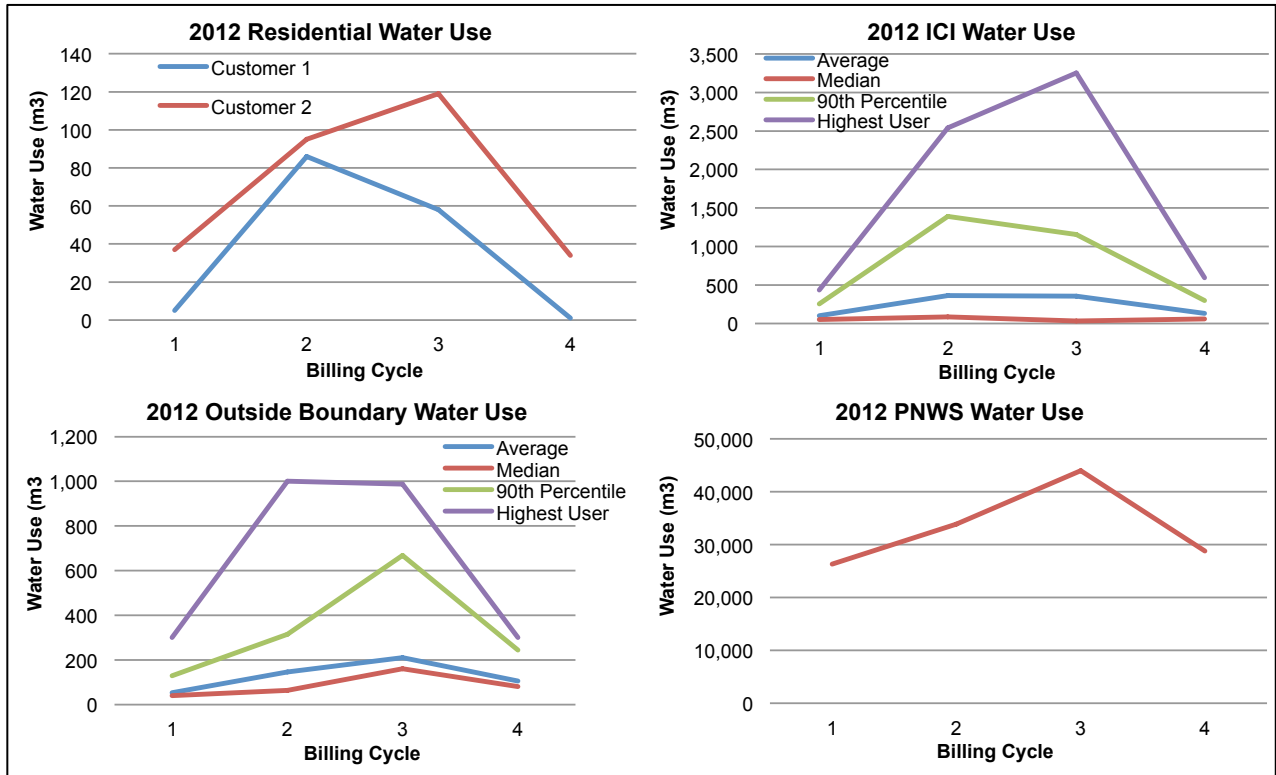 2012 Residential Water Use
140
120
100
80
60
40
20
0
Water Use (m3)
Customer 1
Customer 2
1 2 3 4
Billing Cycle
2012 ICI Water Use
3,500
3,000
2,500
2,000
1,500
1,000
500
0
Water Use (m3)
Average
Median
90th Percentile
Highest User
1 2 3 4
Billing Cycle
2012 Outside Boundary Water Use
1,200
1,000
800
600
400
200
0
Water Use (m3
Average
Median
90th Percentile
Highest User
1 2 3 4
Billing Cycle
2012 PNWS Water Use
50,000
40,000
30,000
20,000
10,000
0
Water Use (m3)
1 2 3 4
Billing Cycle